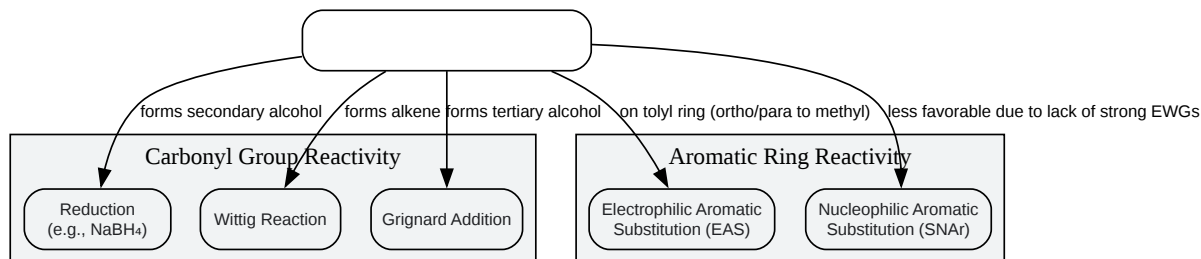 forms secondary alcohol
forms alkene
forms tertiary alcohol
on tolyl ring (ortho/para to methyl)
less favorable due to lack of strong EWGs
Carbonyl Group Reactivity
Aromatic Ring Reactivity
Reduction
(e.g., NaBH₄)
Wittig Reaction
Grignard Addition
Electrophilic Aromatic
Substitution (EAS)
Nucleophilic Aromatic
Substitution (SNAr)